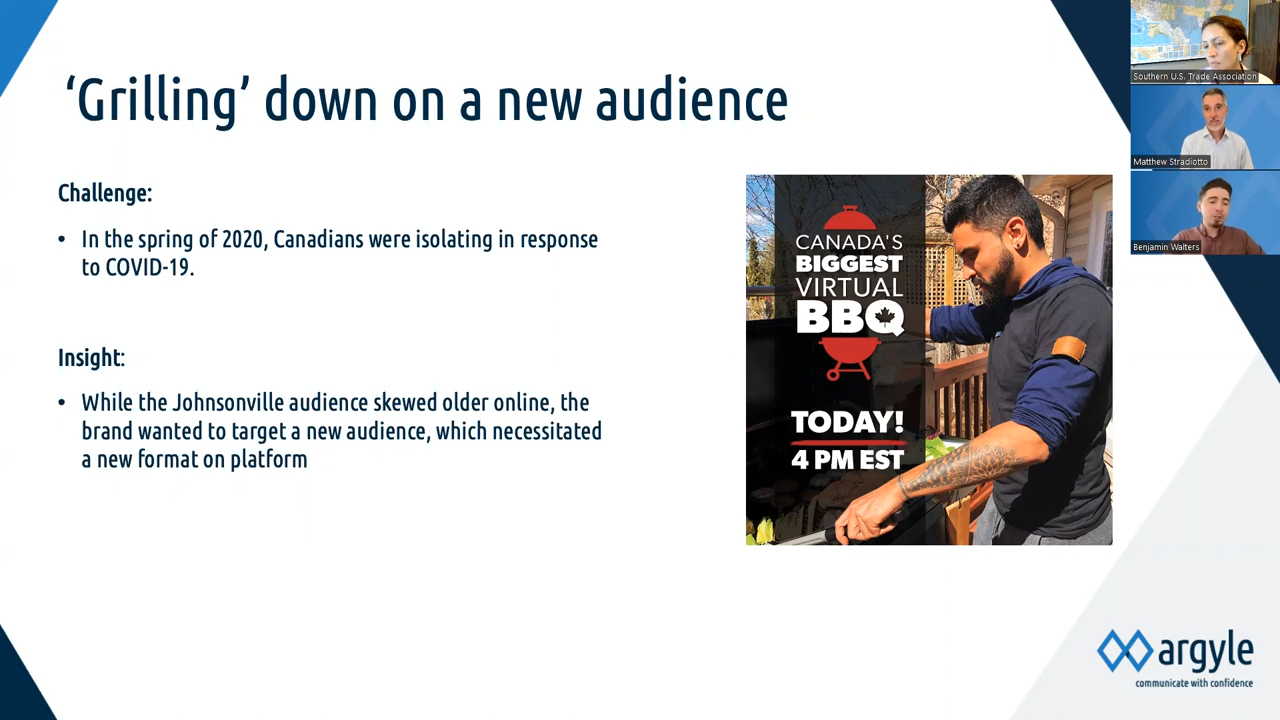 ‘Grilling’ down on a new audience
Challenge:
• In the spring of 2020, Canadians were isolating in response
to COVID-19.
Insight:
• While the Johnsonville audience skewed older online, the
brand wanted to target a new audience, which necessitated
a new format on platform
CANADA'S
BIGGEST
VIRTUAL
BBQ
TODAY!
4 PM EST
Southern U.S. Trade Association
Matthew Stradiotto
Benjamin Walters
argyle
communicate with confidence